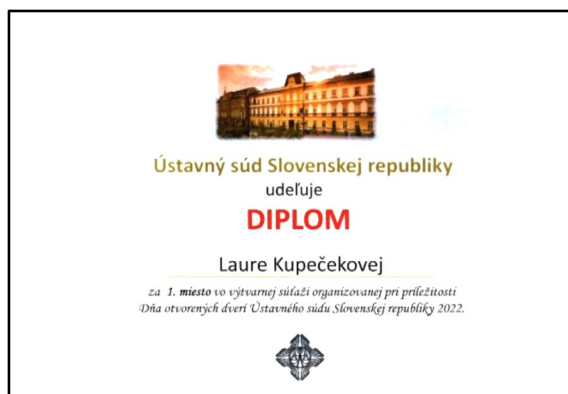 Ústavný súd Slovenskej republiky
udeľuje
DIPLOM
Laure Kupečekovej
za 1. miesto vo výtvarnej súťaži organizovanej pri príležitosti
Dňa otvorených dverí Ústavného súdu Slovenskej republiky 2022.